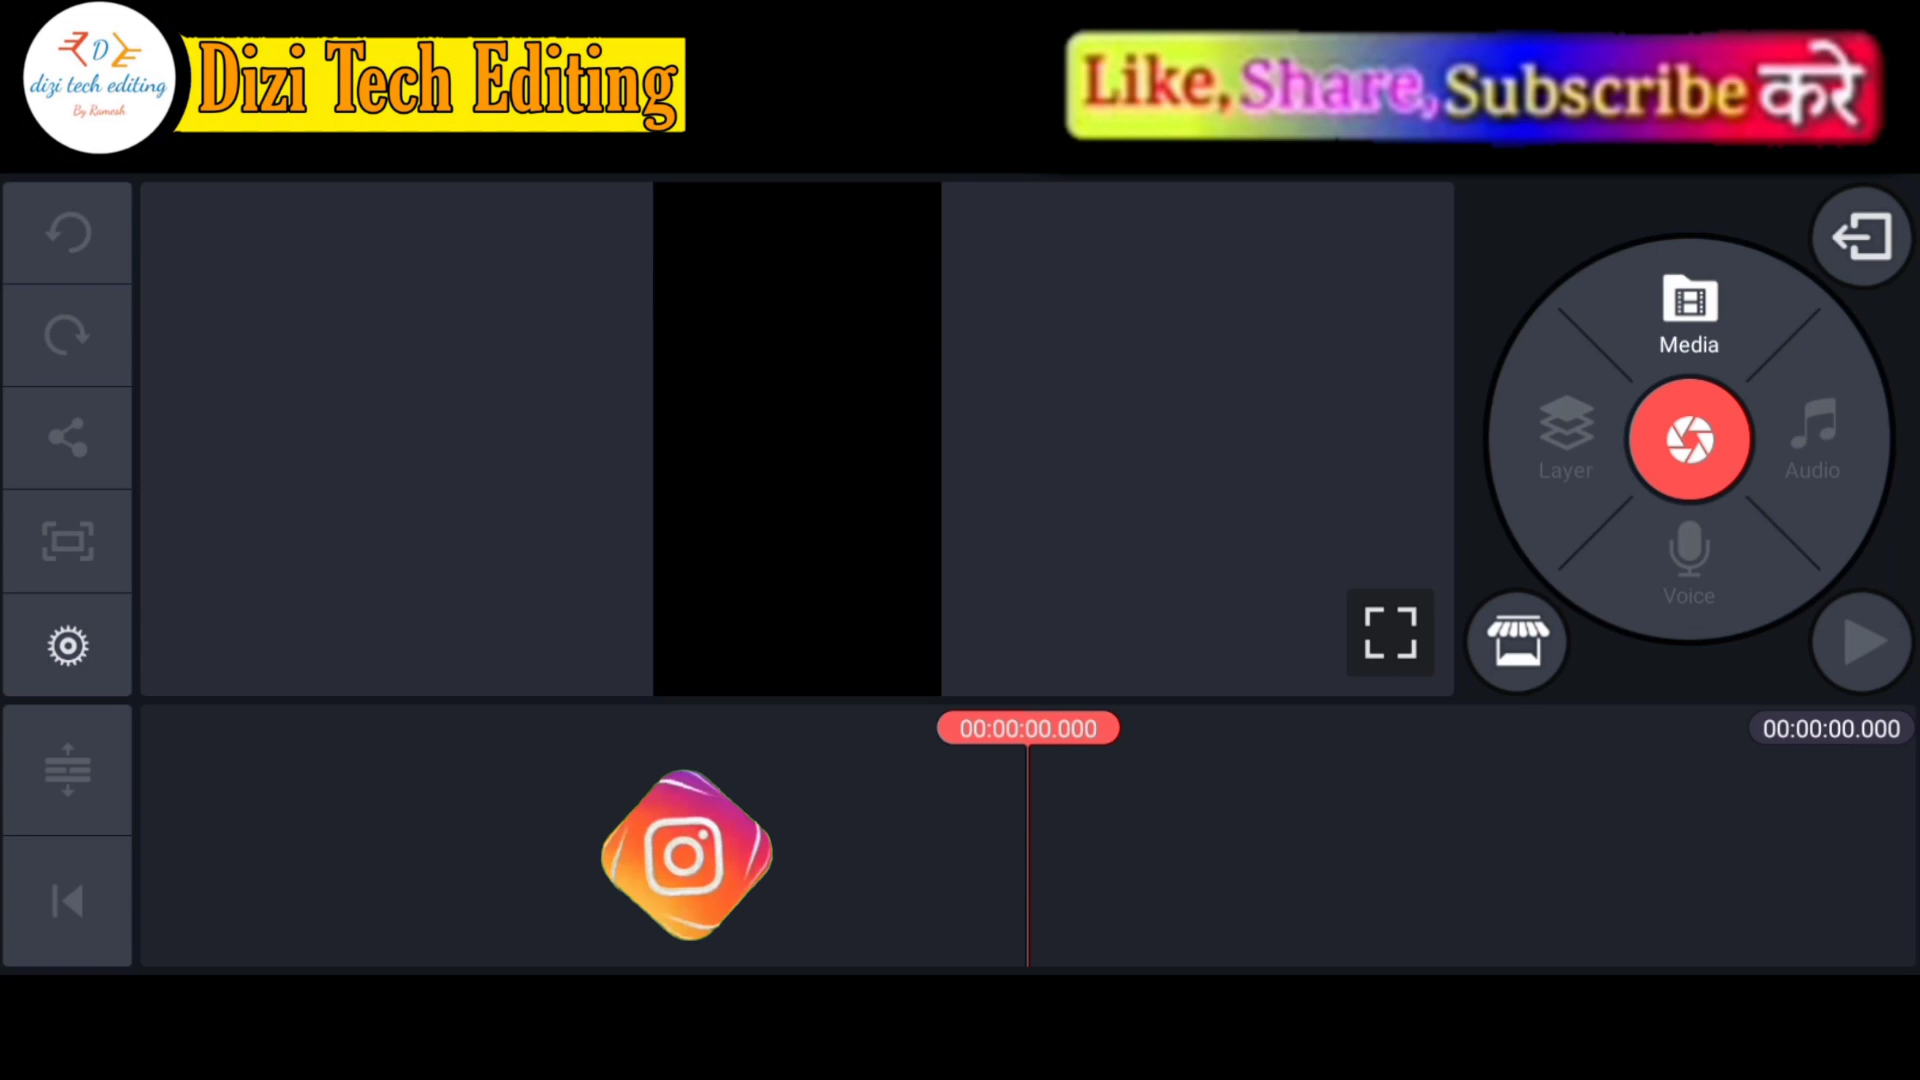 R D E
dizi tech editing
By Ramesh
Dizi Tech Editing
Like, Share, Subscribe करे
Media
Layer
Audio
Voice
00:00:00.000
00:00:00.000